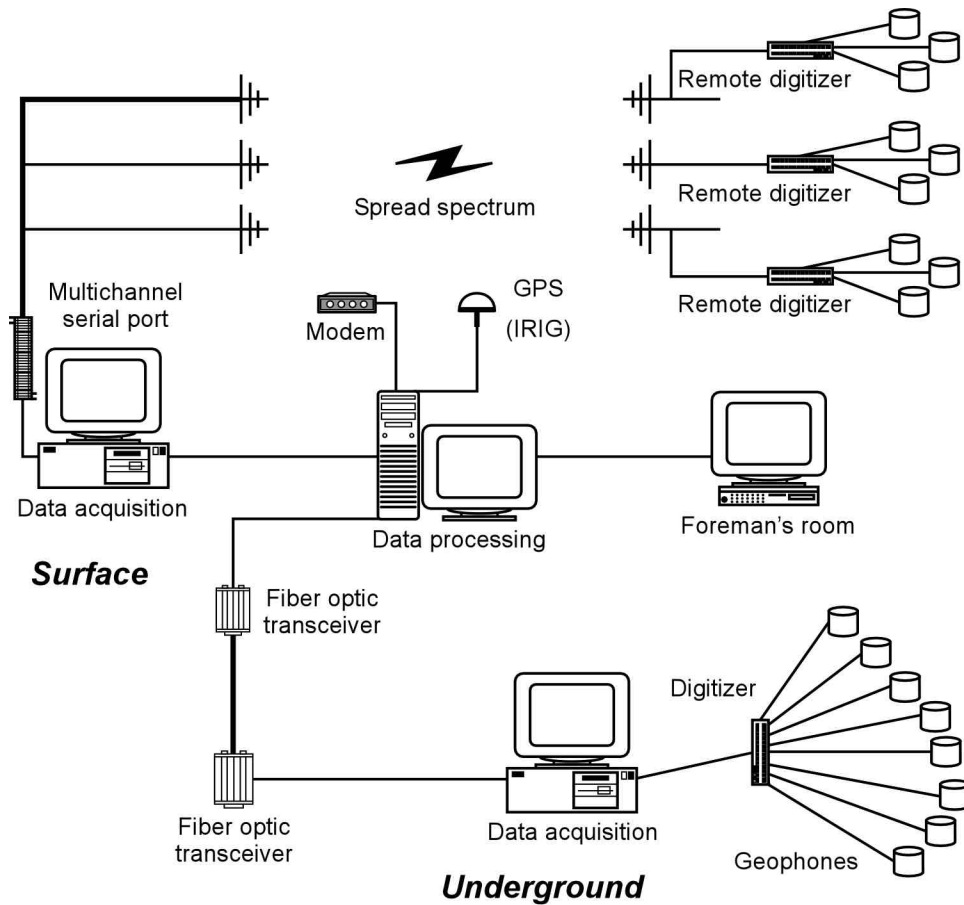 Remote digitizer
Remote digitizer
Spread spectrum
Remote digitizer
Multichannel
serial port
Modem
GPS
(IRIG)
Data acquisition
Data processing
Foreman's room
Surface
Fiber optic
transceiver
Digitizer
Fiber optic
transceiver
Data acquisition
Geophones
Underground